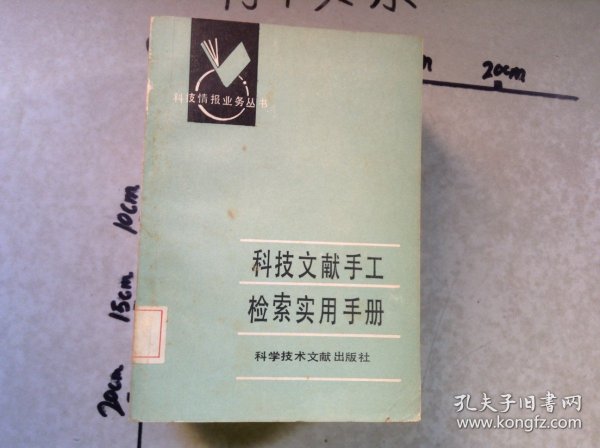 科技情报业务丛书
20cm
10cm
15cm
20cm
科技文献手工
检索实用手册
科学技术文献出版社
孔夫子旧书网
www.kongfz.com